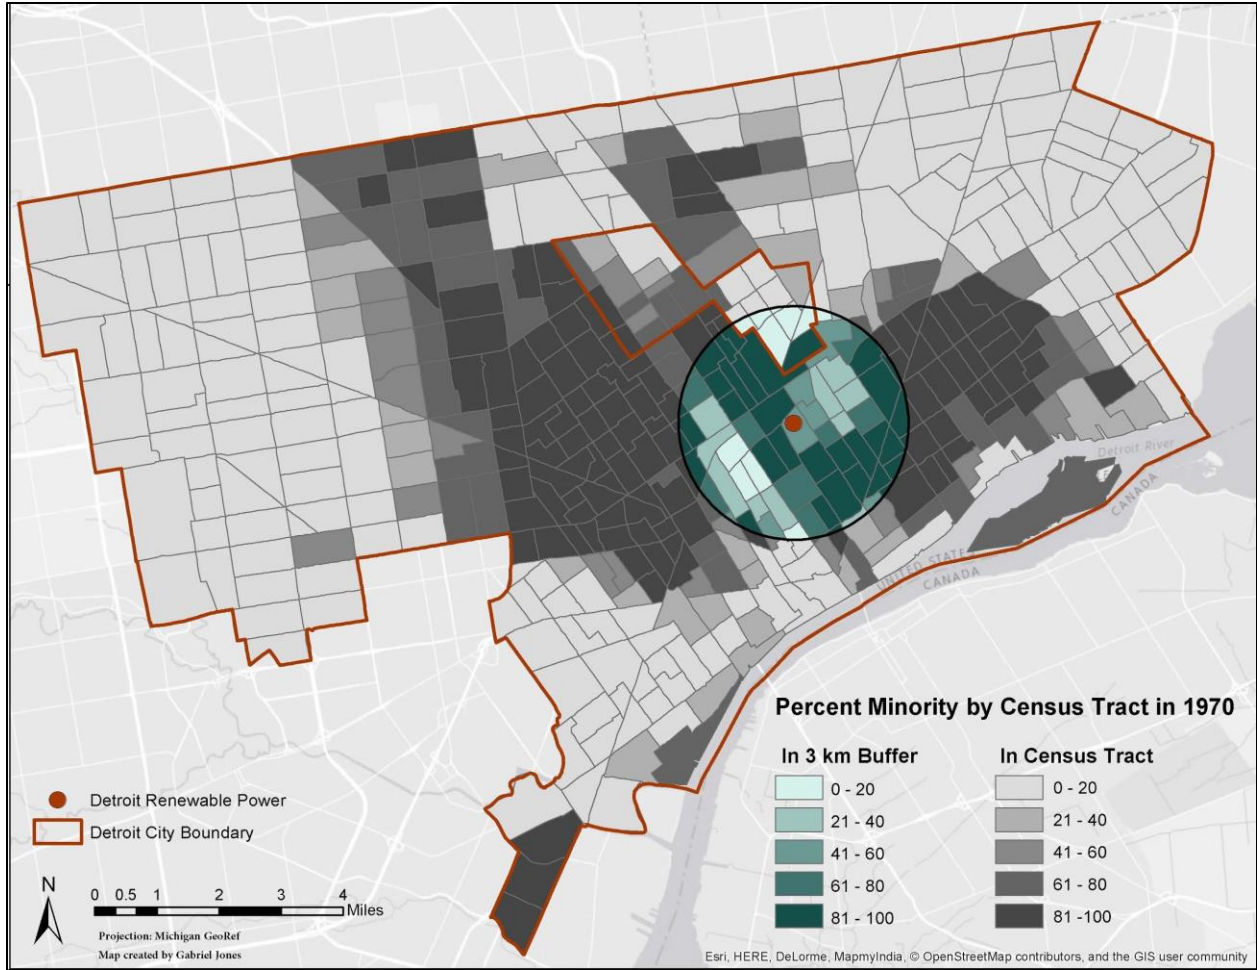 Detroit River
CANADA
UNITED STATES
CANADA
Percent Minority by Census Tract in 1970
In 3 km Buffer
0 - 20
21 - 40
41 - 60
61 - 80
81 - 100
In Census Tract
0 - 20
21 - 40
41 - 60
61 - 80
81 -100
Detroit Renewable Power
Detroit City Boundary
N
0 0.5 1 2 3 4
Miles
Projection: Michigan GeoRef
Map created by Gabriel Jones
Esri, HERE, DeLorme, MapmyIndia, © OpenStreetMap contributors, and the GIS user community